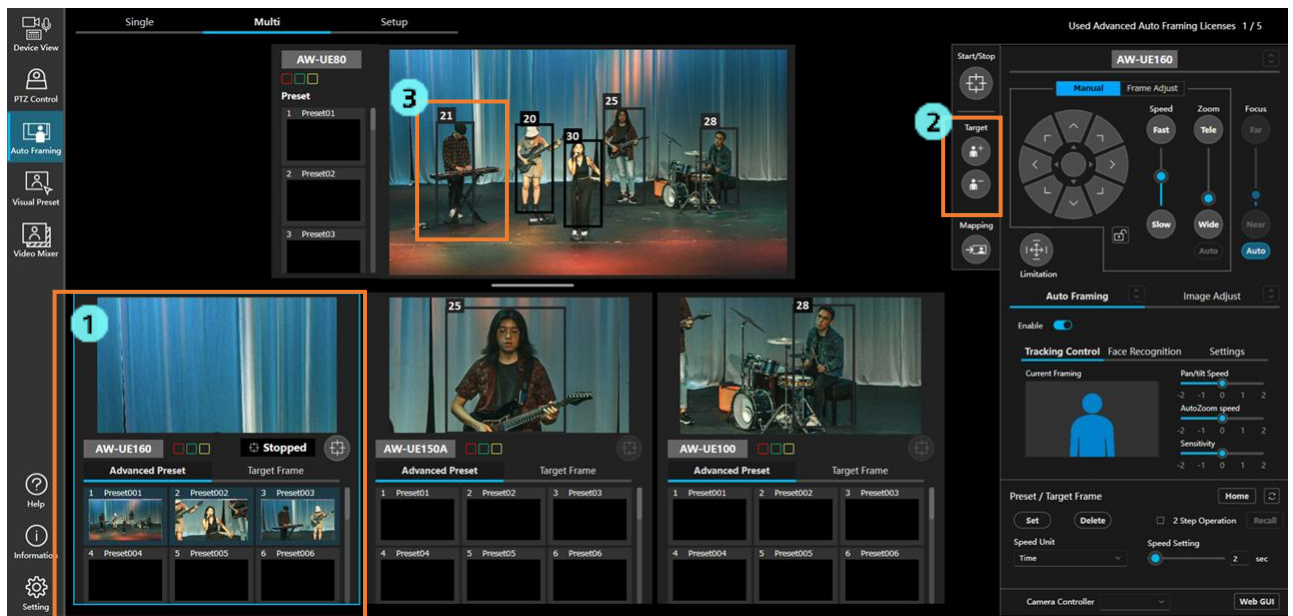 Device View
PTZ Control
Auto Framing
Visual Preset
Video Mixer
Help
Information
Setting
Single Multi Setup
Used Advanced Auto Framing Licenses 1 / 5
AW-UE80
Preset
1 Preset01
2 Preset02
3 Preset03
3
21
20
30
25
28
2
Start/Stop
Target
Mapping
1
AW-UE160 Stopped
Advanced Preset Target Frame
1 Preset001 2 Preset002 3 Preset003
4 Preset004 5 Preset005 6 Preset006
25
AW-UE150A
Advanced Preset Target Frame
1 Preset01 2 Preset02 3 Preset03
4 Preset04 5 Preset05 6 Preset06
28
AW-UE100
Advanced Preset Target Frame
1 Preset001 2 Preset002 3 Preset003
4 Preset004 5 Preset005 6 Preset006
AW-UE160
Manual Frame Adjust
Speed Zoom Focus
Fast Tele Far
Slow Wide Near
Auto Auto
Limitation
Auto Framing Image Adjust
Enable
Tracking Control Face Recognition Settings
Current Framing
Pan/tilt Speed
-2 -1 0 1 2
AutoZoom speed
-2 -1 0 1 2
Sensitivity
-2 -1 0 1 2
Preset / Target Frame Home
Set Delete 2 Step Operation Recall
Speed Unit Speed Setting
Time 2 sec
Camera Controller Web GUI